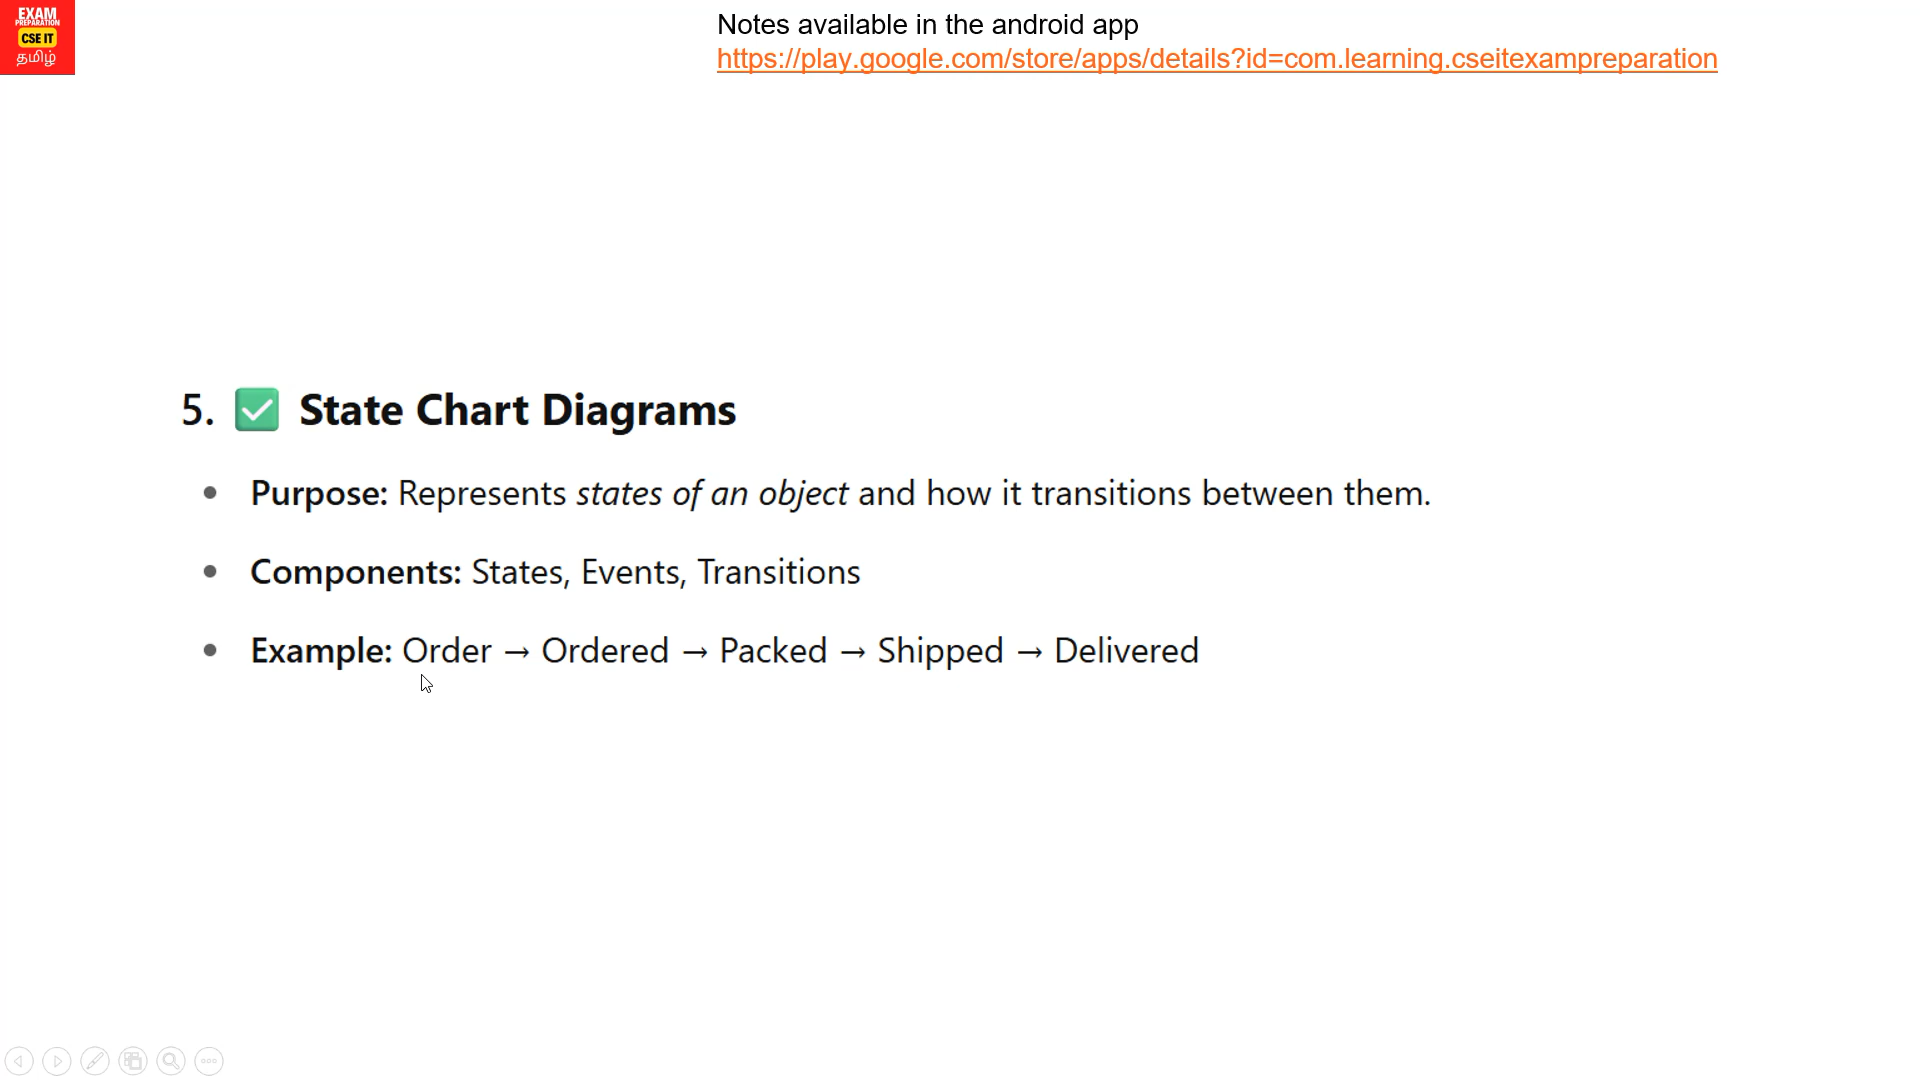 EXAM
PREPARATION
CSE IT
தமிழ்
Notes available in the android app
https://play.google.com/store/apps/details?id=com.learning.cseitexampreparation
5. ✅ State Chart Diagrams
• Purpose: Represents states of an object and how it transitions between them.
• Components: States, Events, Transitions
• Example: Order → Ordered → Packed → Shipped → Delivered